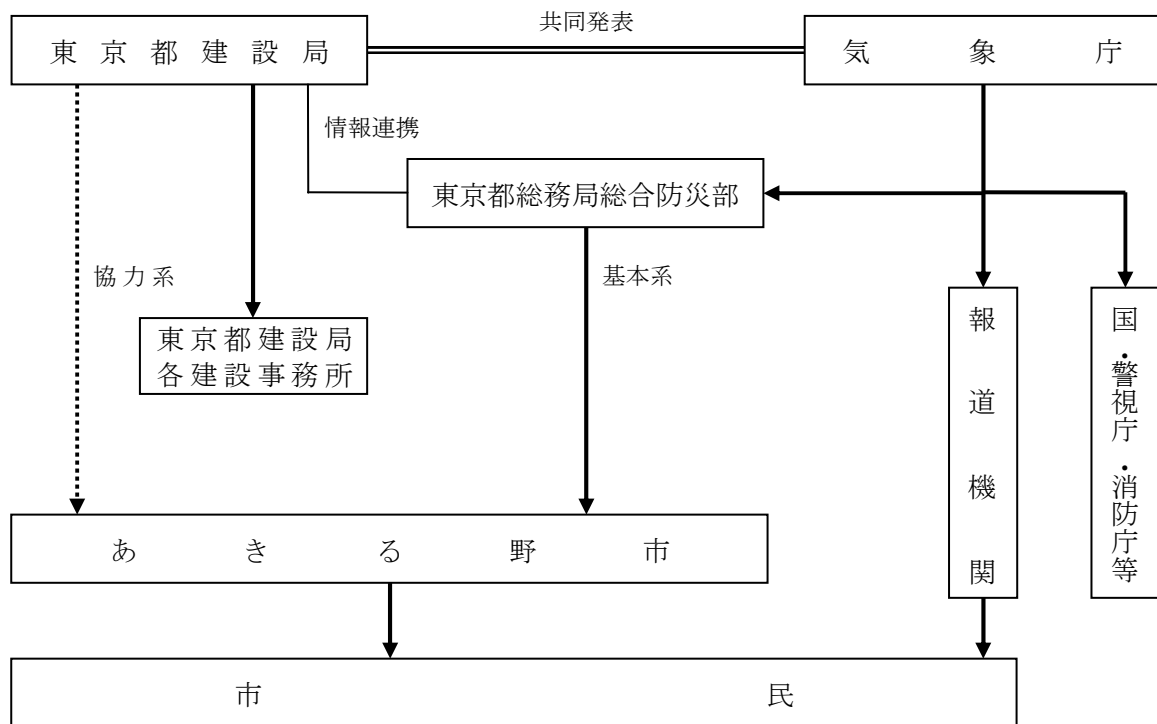 共同発表
東京都建設局
気象庁
情報連携
東京都総務局総合防災部
協力系
基本系
東京都建設局
各建設事務所
報道機関
国・警視庁・消防庁等
あきる野市
市民